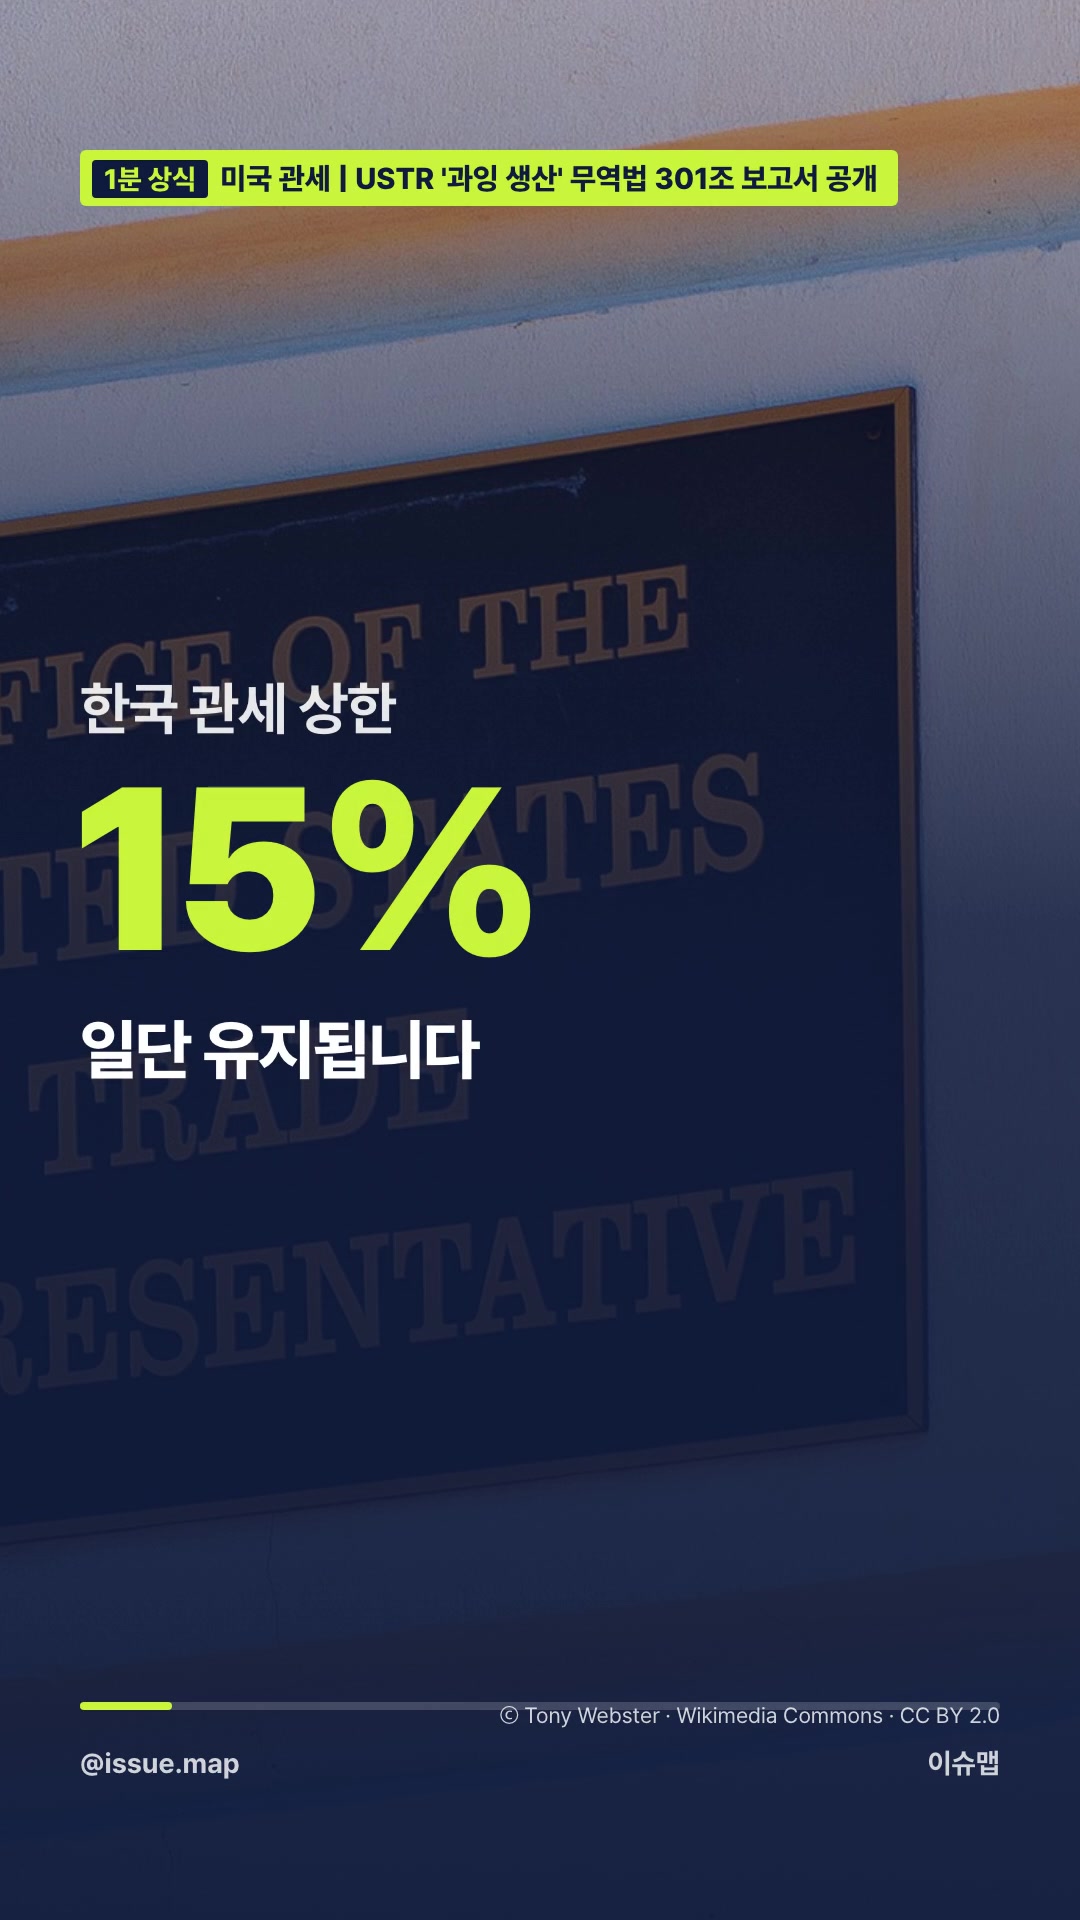 1분 상식 미국 관세 | USTR '과잉 생산' 무역법 301조 보고서 공개
FICE OF THE
한국 관세 상한
TED STATES
15%
일단 유지됩니다
TRADE
RESENTATIVE
© Tony Webster · Wikimedia Commons · CC BY 2.0
@issue.map
이슈맵